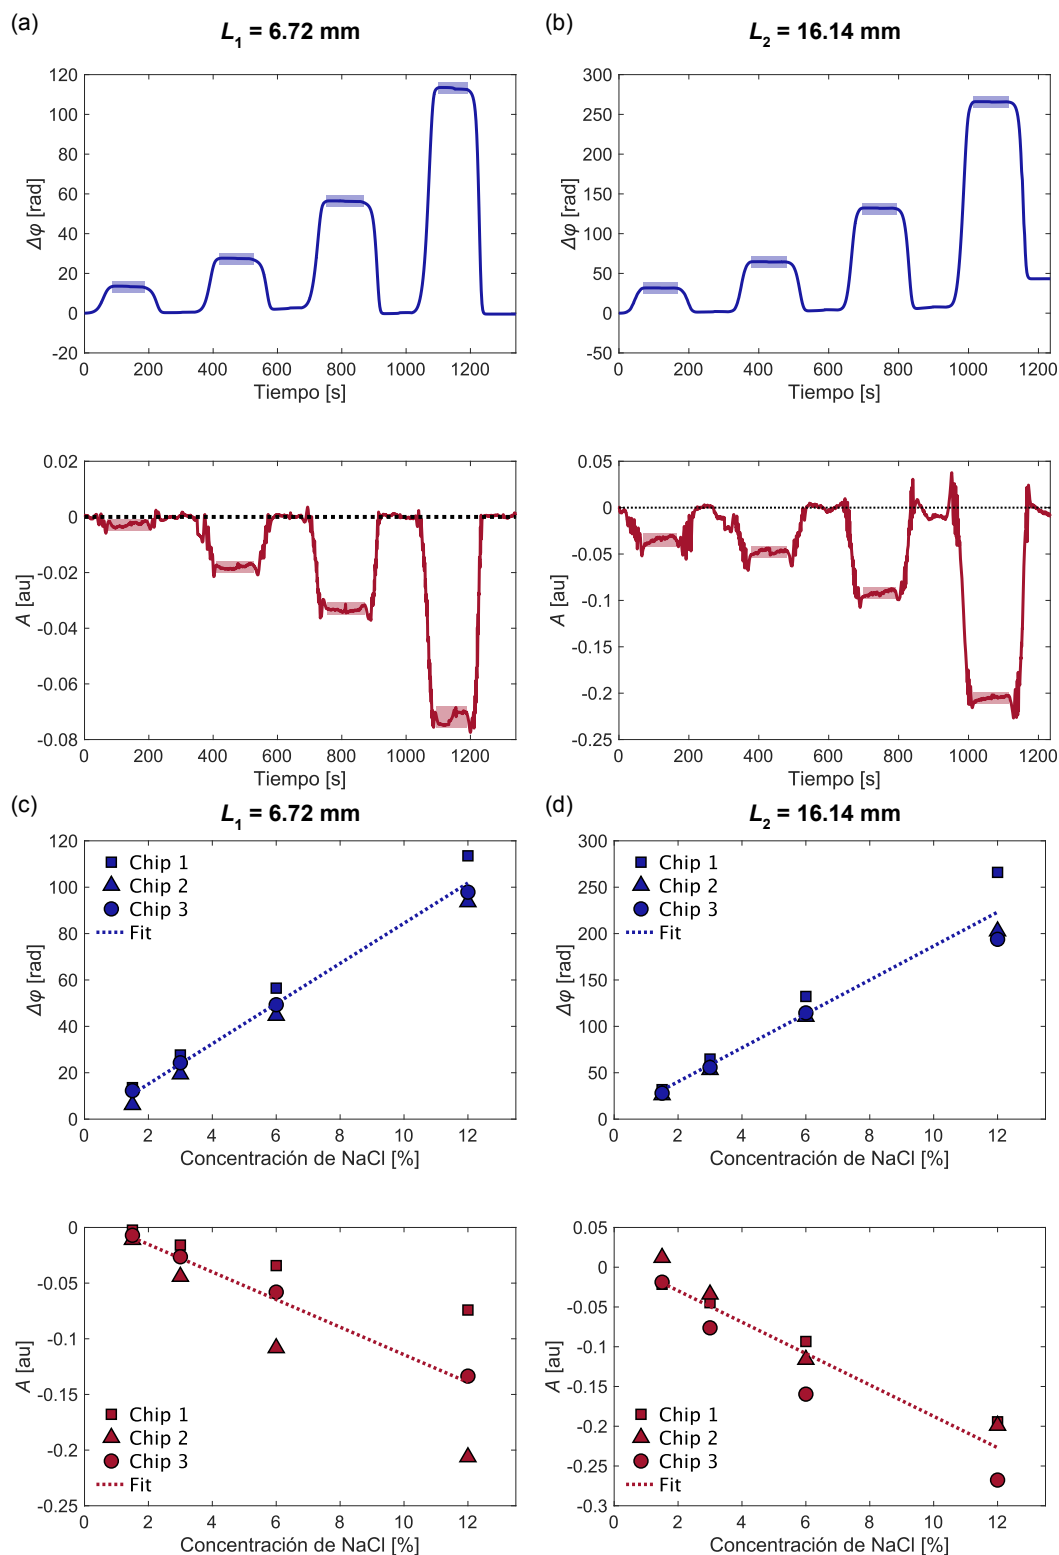 (a)
L1 = 6.72 mm
(b)
L2 = 16.14 mm
120
100
80
60
40
20
0
-20
Δφ [rad]
0 200 400 600 800 1000 1200
Tiempo [s]
300
250
200
150
100
50
0
-50
Δφ [rad]
0 200 400 600 800 1000 1200
Tiempo [s]
0.02
0
-0.02
-0.04
-0.06
-0.08
A [au]
0 200 400 600 800 1000 1200
Tiempo [s]
0.05
0
-0.05
-0.1
-0.15
-0.2
-0.25
A [au]
0 200 400 600 800 1000 1200
Tiempo [s]
(c)
L1 = 6.72 mm
(d)
L2 = 16.14 mm
120
100
80
60
40
20
0
Δφ [rad]
Chip 1
Chip 2
Chip 3
Fit
0 2 4 6 8 10 12
Concentración de NaCl [%]
300
250
200
150
100
50
0
Δφ [rad]
Chip 1
Chip 2
Chip 3
Fit
0 2 4 6 8 10 12
Concentración de NaCl [%]
0
-0.05
-0.1
-0.15
-0.2
-0.25
A [au]
Chip 1
Chip 2
Chip 3
Fit
0 2 4 6 8 10 12
Concentración de NaCl [%]
0.05
0
-0.05
-0.1
-0.15
-0.2
-0.25
-0.3
A [au]
Chip 1
Chip 2
Chip 3
Fit
0 2 4 6 8 10 12
Concentración de NaCl [%]